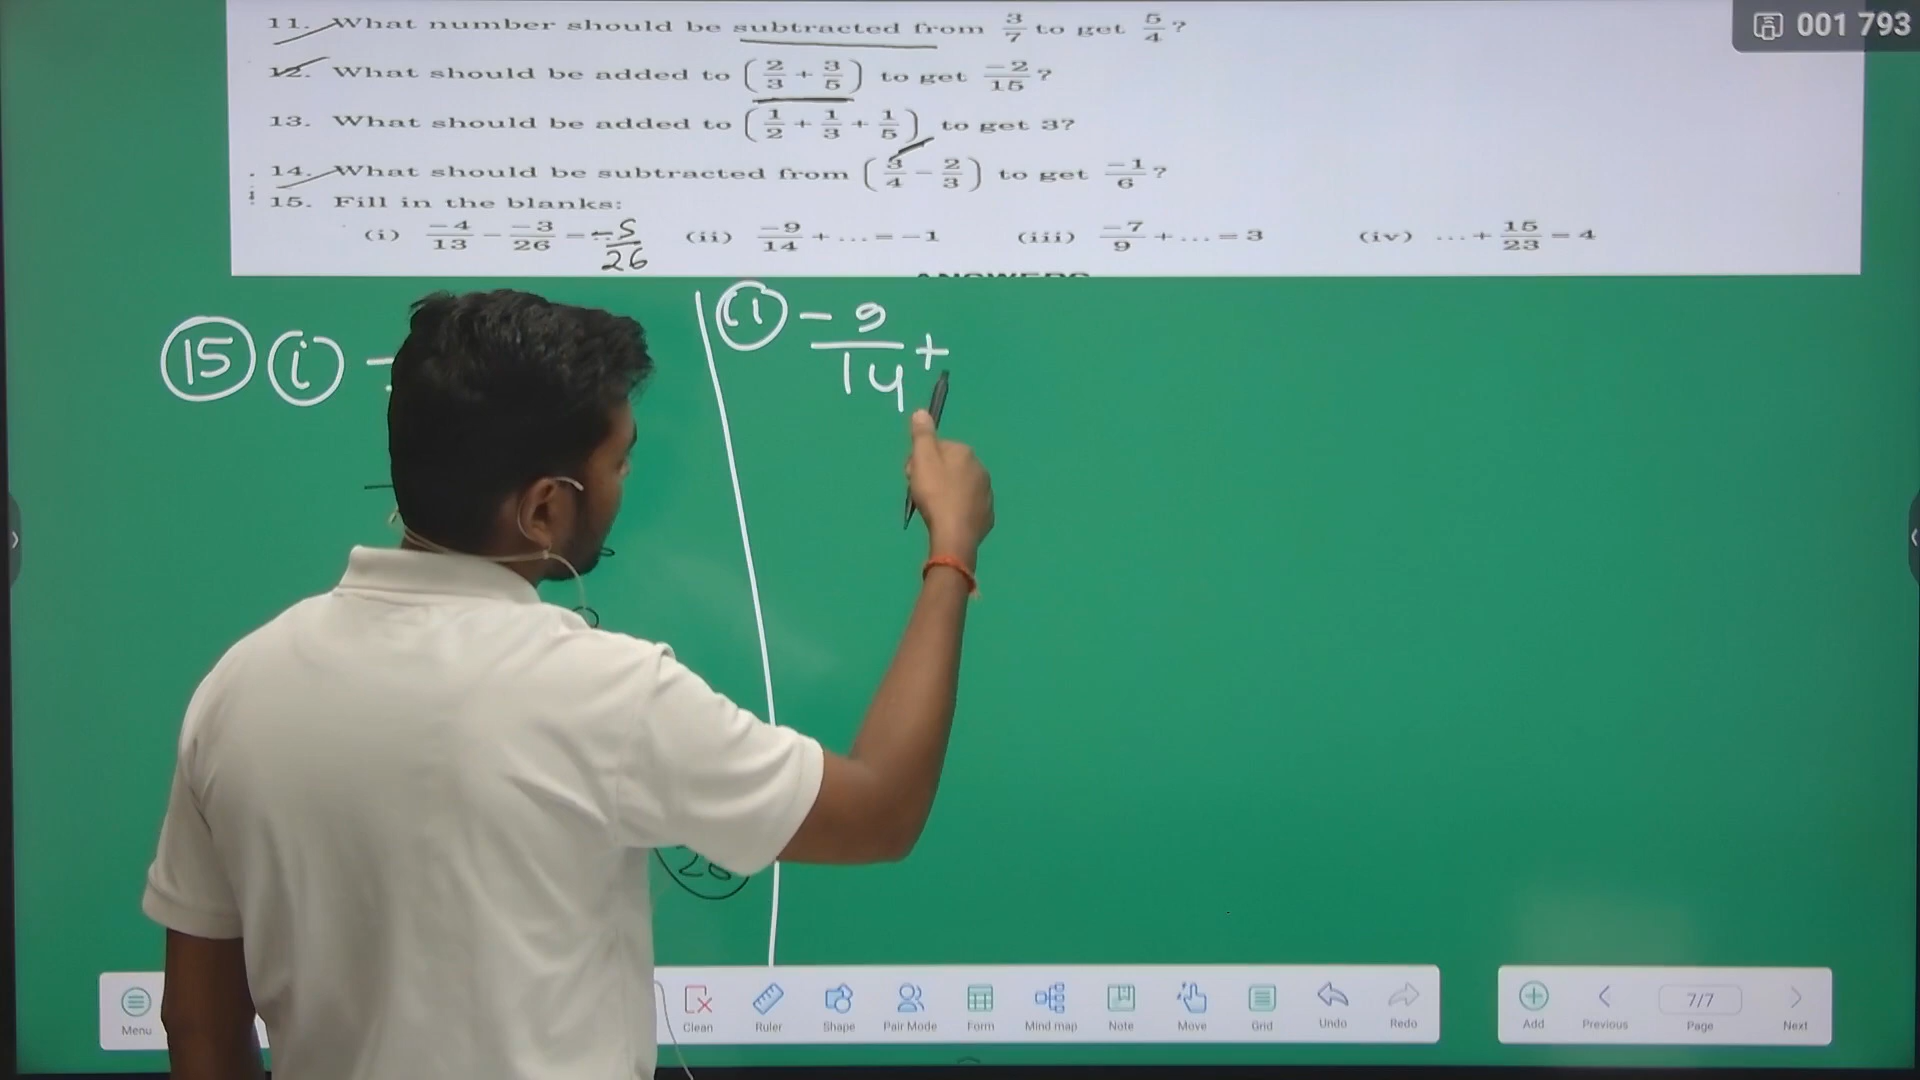 001 793
11. What number should be subtracted from 3/7 to get 5/4?
12. What should be added to (2/3 + 3/5) to get -2/15?
13. What should be added to (1/2 + 1/3 + 1/5) to get 3?
14. What should be subtracted from (3/4 - 2/3) to get -1/6?
15. Fill in the blanks:
(i) -4/13 - -3/26 = -5/26 (ii) -9/14 + ... = -1 (iii) -7/9 + ... = 3 (iv) ... + 15/23 = 4
15 (i) -
-9/14 +
Menu Clean Ruler Shape Pair Mode Form Mind map Note Move Grid Undo Redo Add Previous 7/7 Page Next